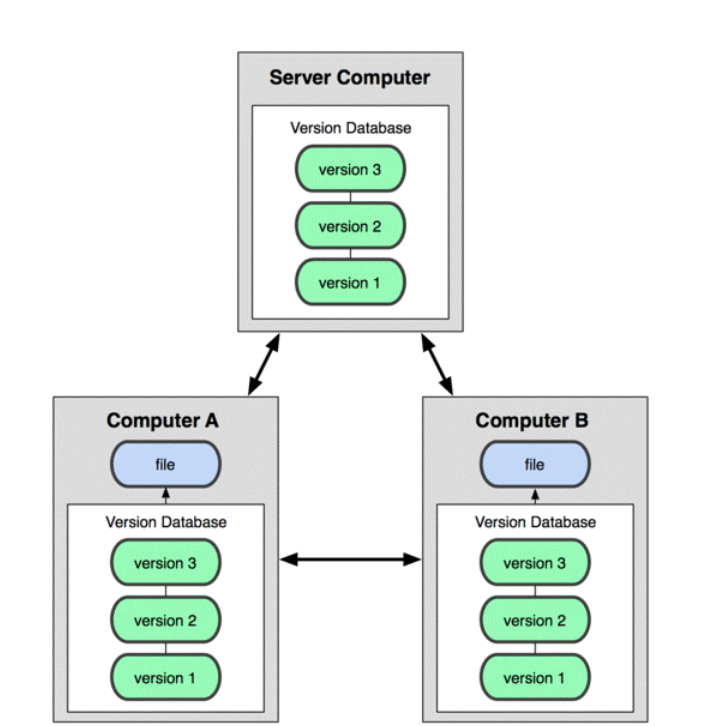 Server Computer
Version Database
version 3
version 2
version 1
Computer A
file
Version Database
version 3
version 2
version 1
Computer B
file
Version Database
version 3
version 2
version 1